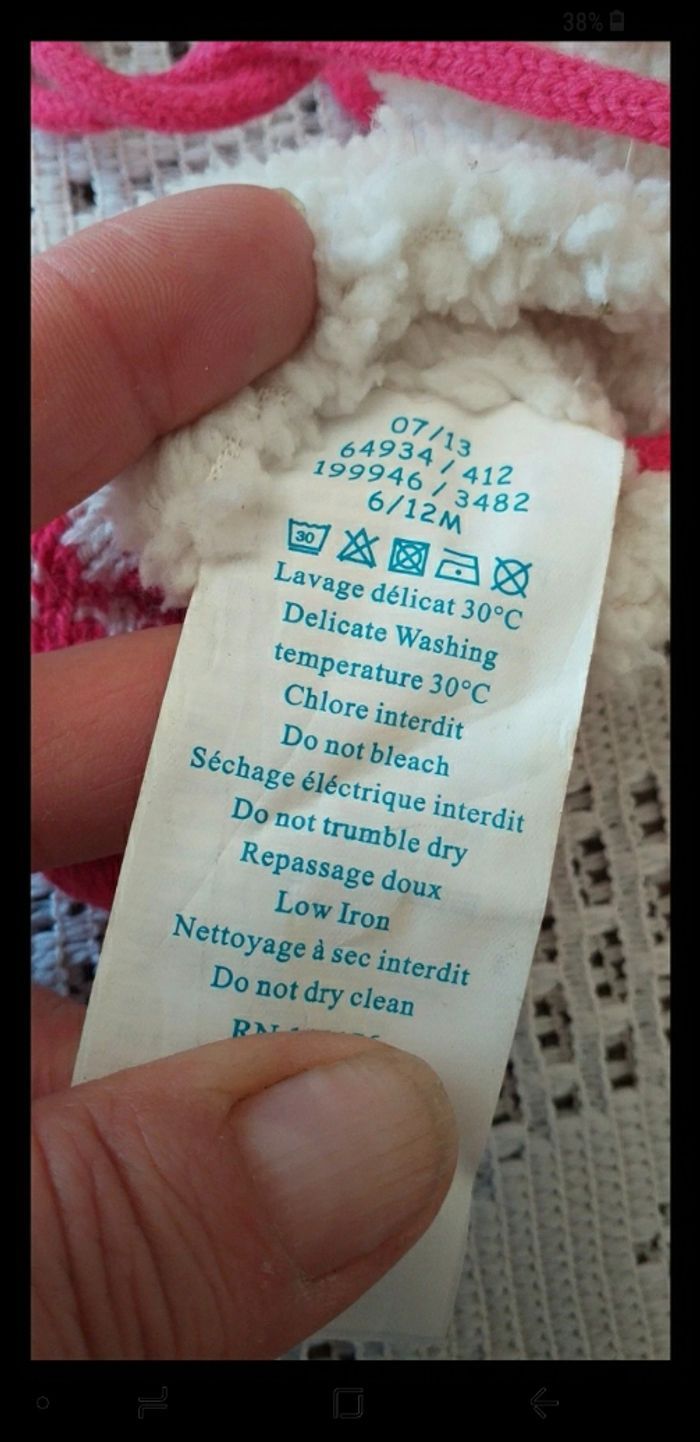 38%
07/13
64934 / 412
199946 / 3482
6/12M
30
Lavage délicat 30°C
Delicate Washing
temperature 30°C
Chlore interdit
Do not bleach
Séchage éléctrique interdit
Do not trumble dry
Repassage doux
Low Iron
Nettoyage à sec interdit
Do not dry clean
RN